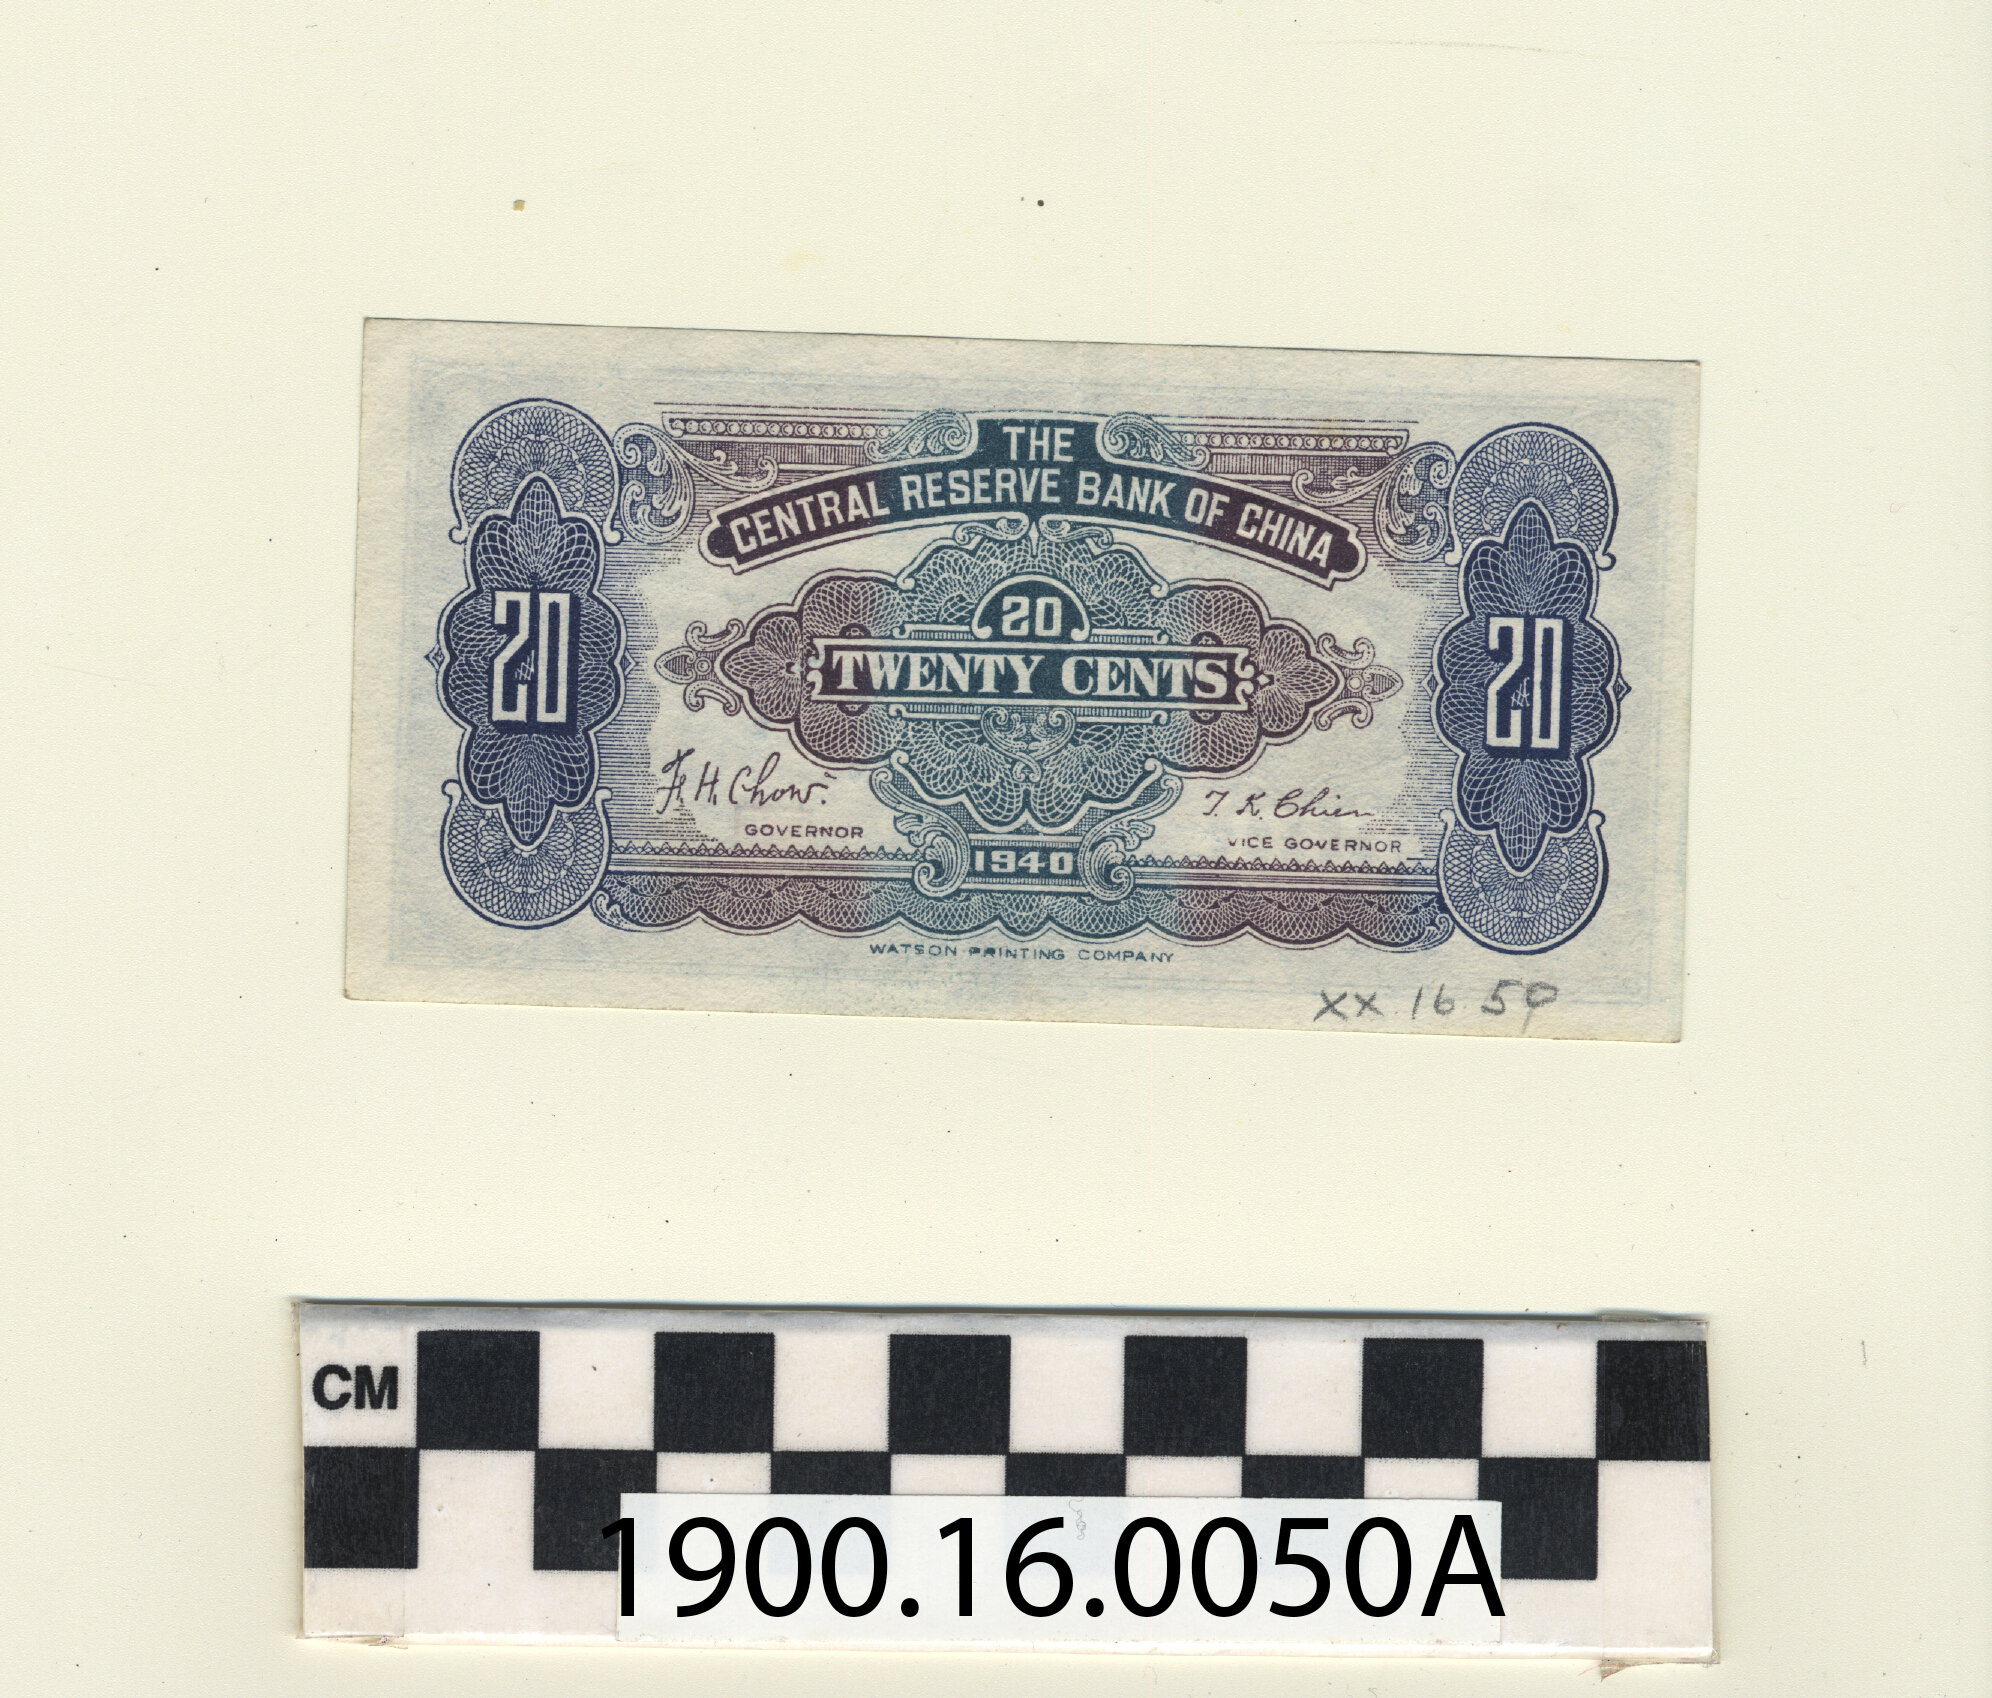 THE
CENTRAL RESERVE BANK OF CHINA
20
20
20
TWENTY CENTS
F. H. Chow.
T. K. Chien
GOVERNOR
VICE GOVERNOR
1940
WATSON PRINTING COMPANY
XX.16.50
CM
1900.16.0050A